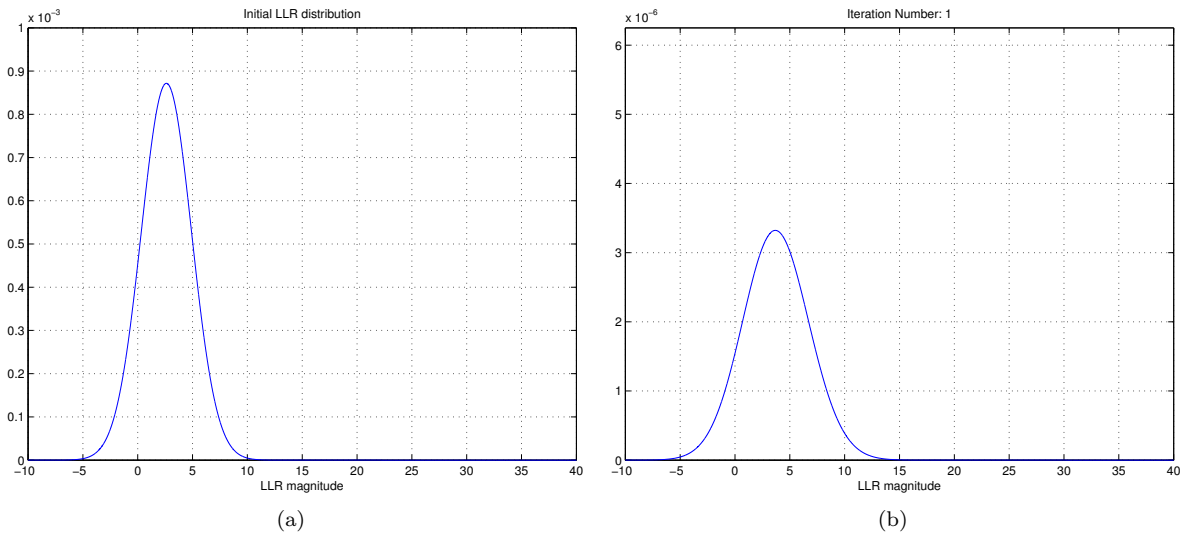 x 10⁻³
Initial LLR distribution
1
0.9
0.8
0.7
0.6
0.5
0.4
0.3
0.2
0.1
0
−10 −5 0 5 10 15 20 25 30 35 40
LLR magnitude
(a)
x 10⁻⁶
Iteration Number: 1
6
5
4
3
2
1
0
−10 −5 0 5 10 15 20 25 30 35 40
LLR magnitude
(b)